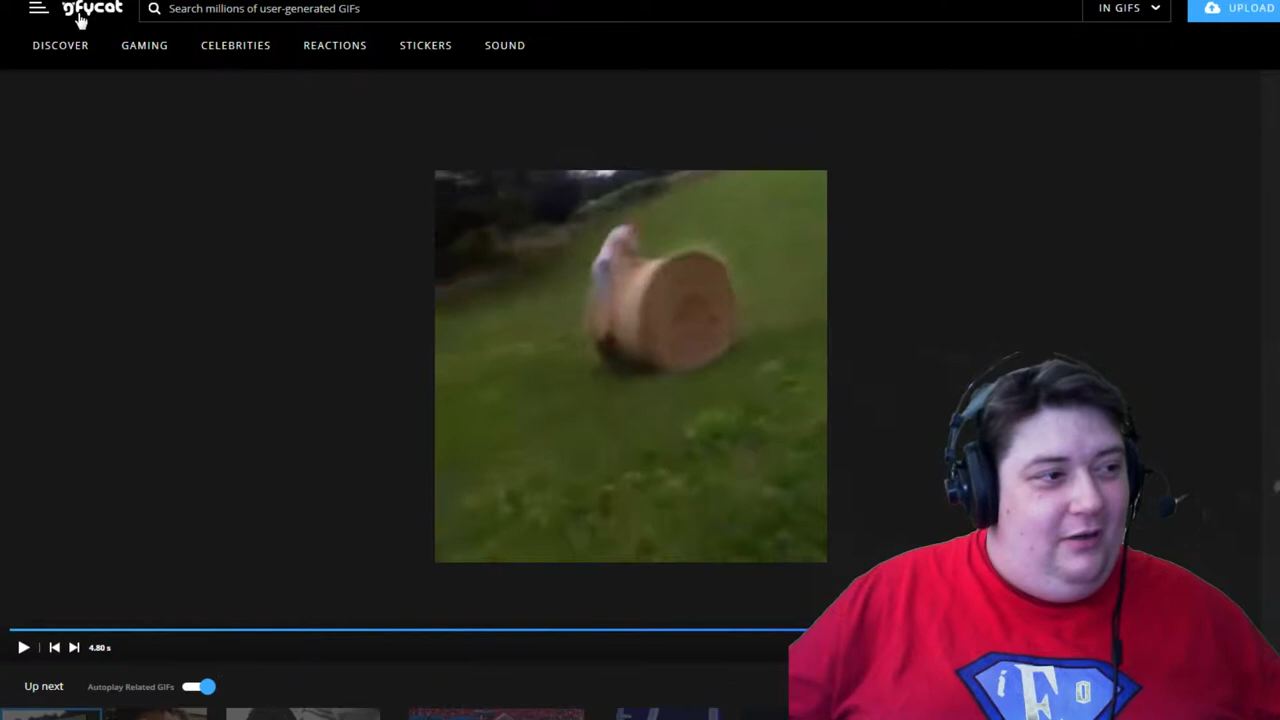 gfycat
Search millions of user-generated GIFs
IN GIFS
UPLOAD
DISCOVER GAMING CELEBRITIES REACTIONS STICKERS SOUND
4.80 s
Up next
Autoplay Related GIFs
i E O